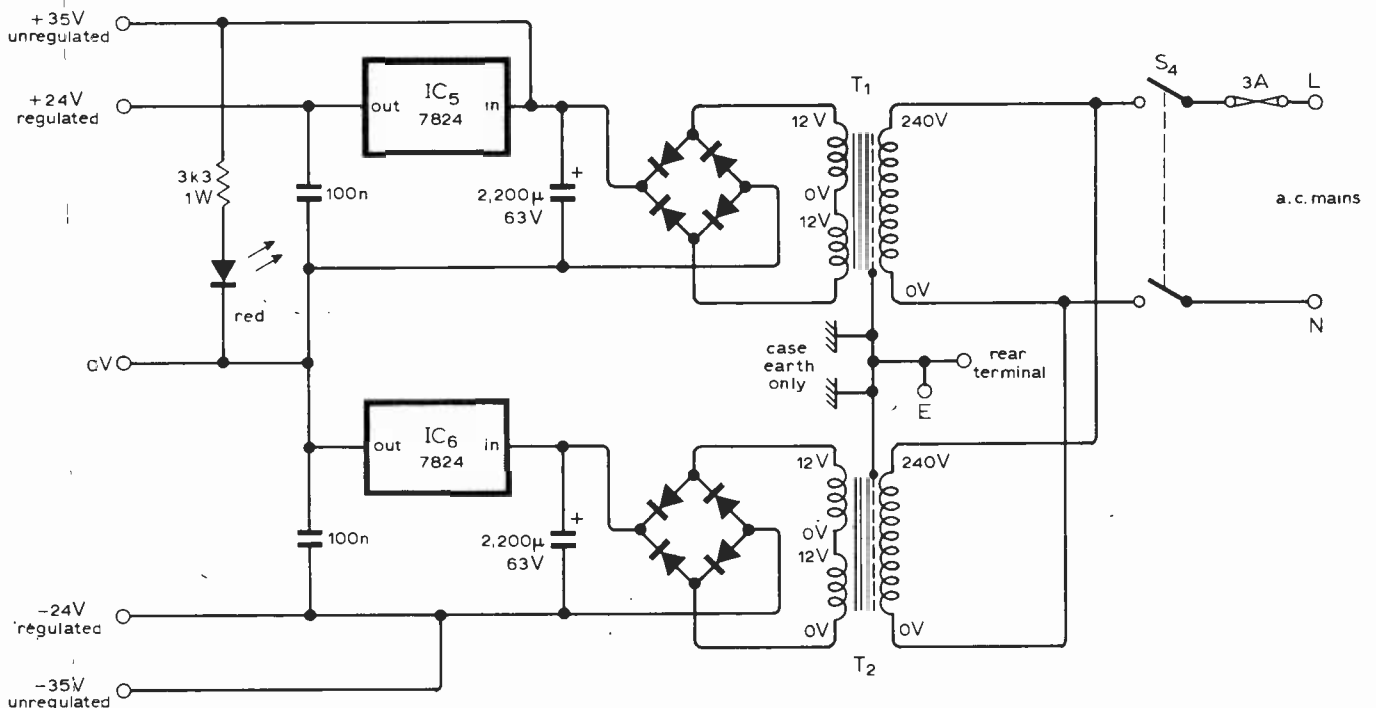 +35V
unregulated
+24V
regulated
3k3
1W
red
0V
-24V
regulated
-35V
unregulated
100n
out
IC5
7824
in
2,200µ
63V
+
100n
out
IC6
7824
in
2,200µ
63V
+
T1
12V
0V
12V
0V
240V
0V
case
earth
only
rear
terminal
E
12V
0V
12V
0V
240V
0V
T2
S4
3A
L
a.c. mains
N